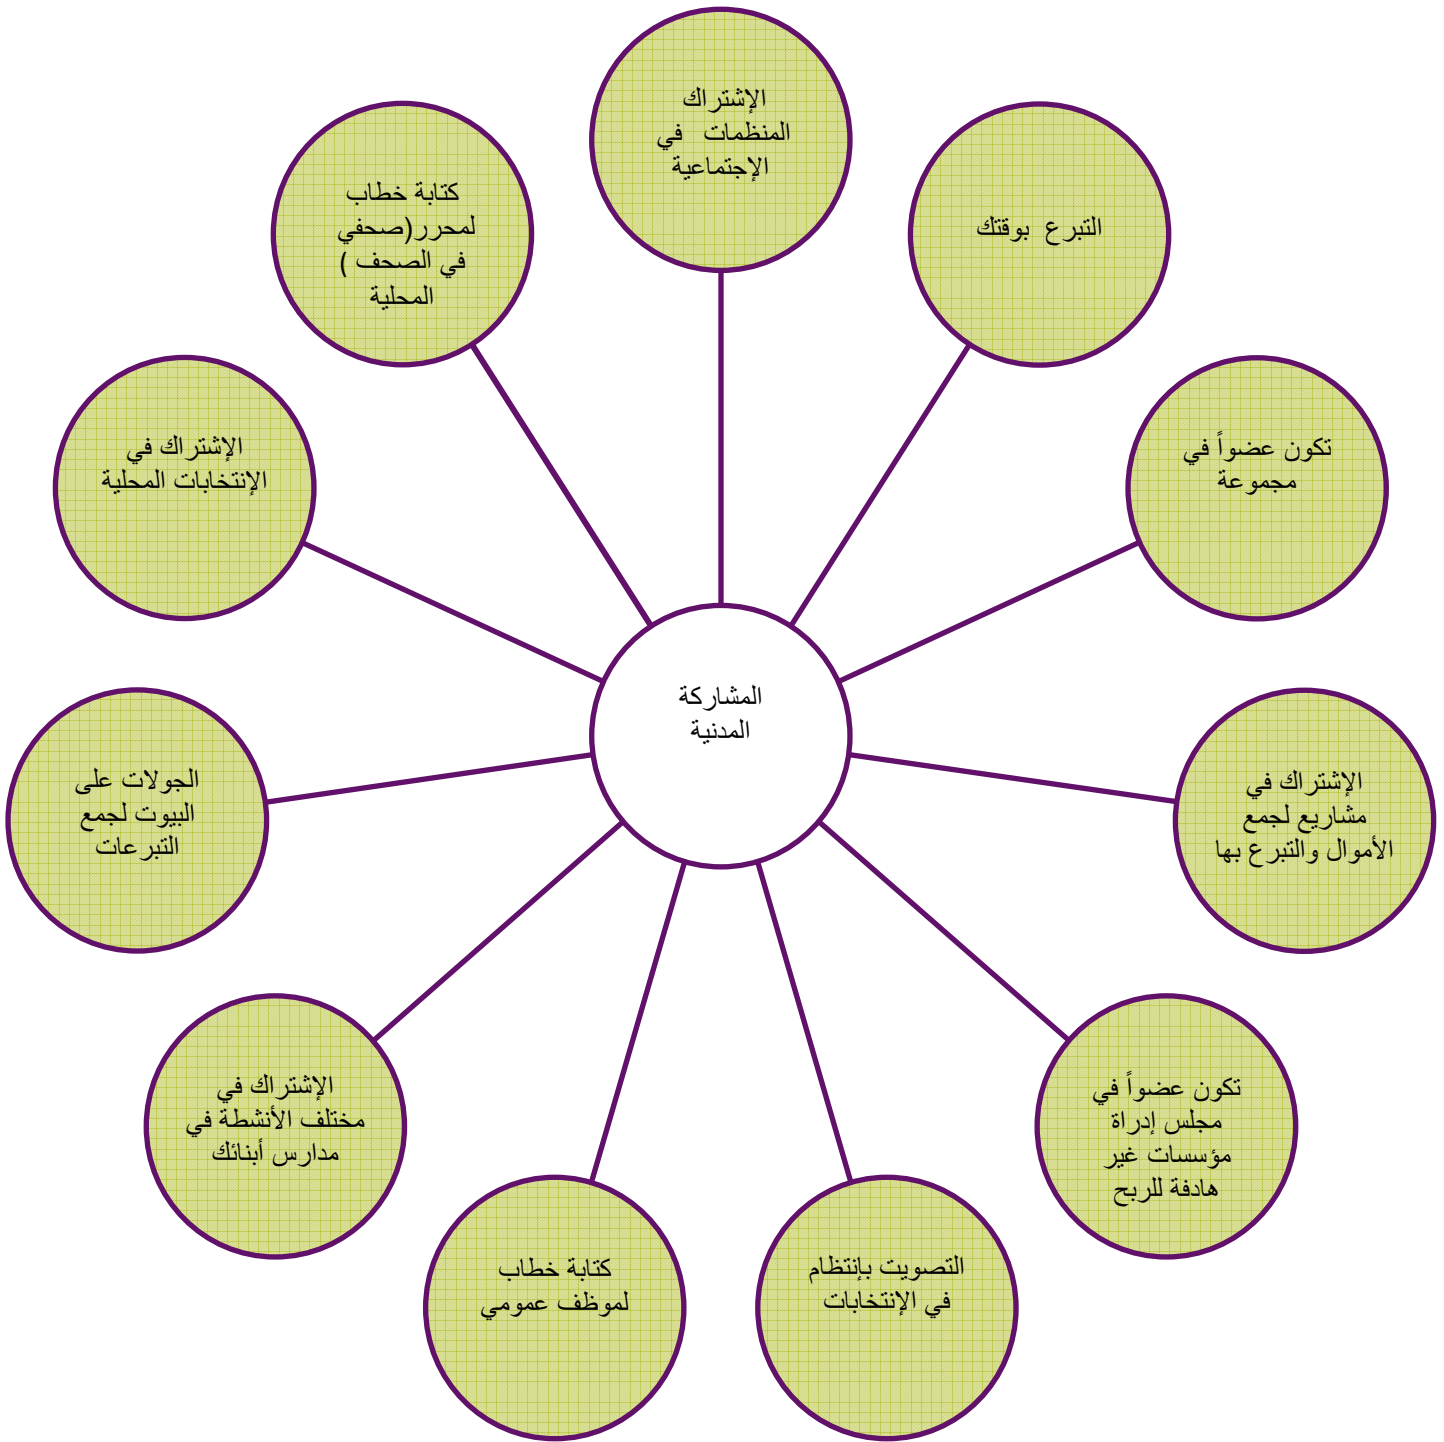 الإشتراك
المنظمات في
الإجتماعية
التبرع بوقتك
تكون عضواً في
مجموعة
الإشتراك في
مشاريع لجمع
الأموال والتبرع بها
تكون عضواً في
مجلس إدراة
مؤسسات غير
هادفة للربح
التصويت بإنتظام
في الإنتخابات
كتابة خطاب
لموظف عمومي
الإشتراك في
مختلف الأنشطة في
مدارس أبنائك
الجولات على
البيوت لجمع
التبرعات
الإشتراك في
الإنتخابات المحلية
كتابة خطاب
لمحرر(صحفي
في الصحف )
المحلية
المشاركة
المدنية